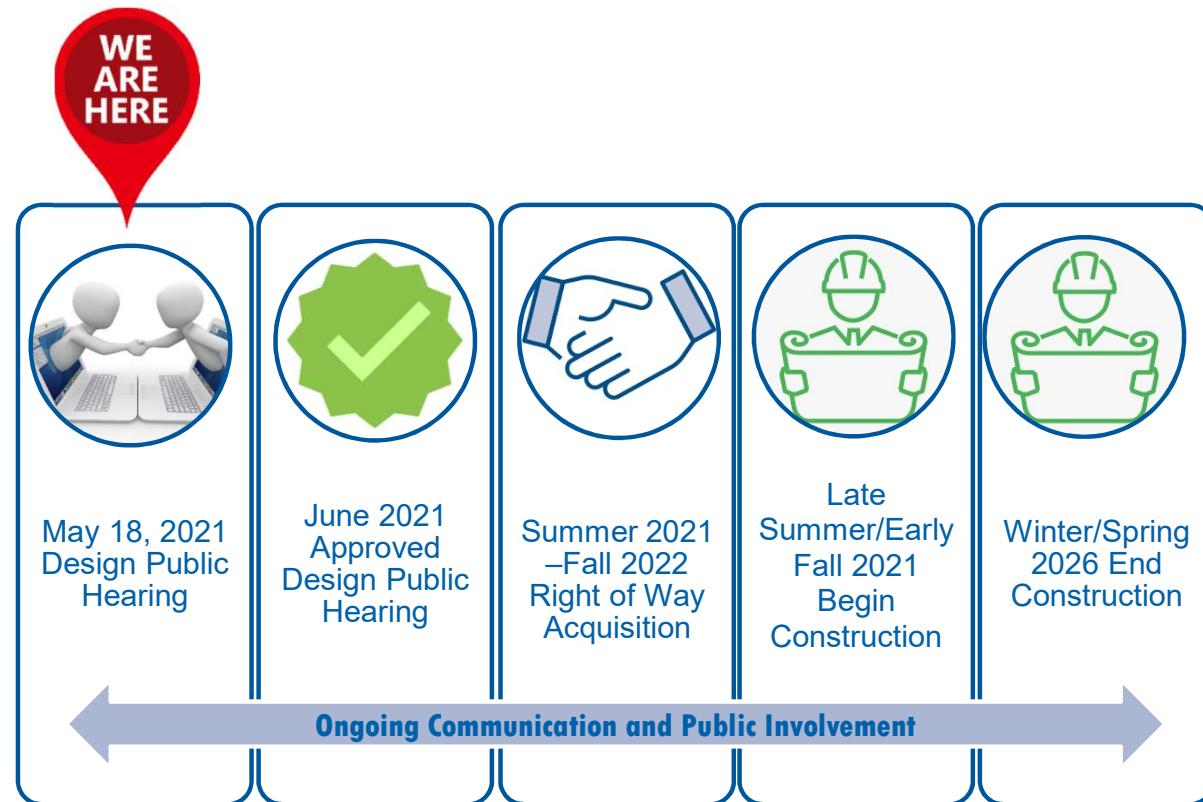 WE
ARE
HERE
May 18, 2021
Design Public
Hearing
June 2021
Approved
Design Public
Hearing
Summer 2021
–Fall 2022
Right of Way
Acquisition
Late
Summer/Early
Fall 2021
Begin
Construction
Winter/Spring
2026 End
Construction
Ongoing Communication and Public Involvement